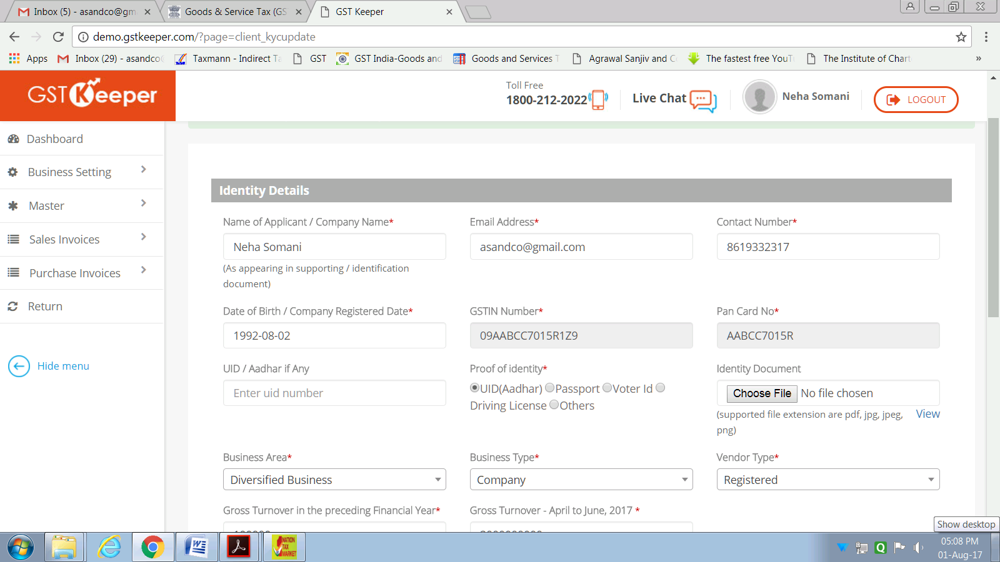 Inbox (5) - asandco@gm
Goods & Service Tax (GS
GST Keeper
demo.gstkeeper.com/?page=client_kycupdate
Apps
Inbox (29) - asandco
Taxmann - Indirect Ta
GST
GST India-Goods and
Goods and Services T
Agrawal Sanjiv and C
The fastest free YouT
The Institute of Chart
»
GST Keeper
Toll Free
1800-212-2022
Live Chat
Neha Somani
LOGOUT
Dashboard
Business Setting
Master
Sales Invoices
Purchase Invoices
Return
Hide menu
Identity Details
Name of Applicant / Company Name*
Email Address*
Contact Number*
Neha Somani
asandco@gmail.com
8619332317
(As appearing in supporting / identification
document)
Date of Birth / Company Registered Date*
GSTIN Number*
Pan Card No*
1992-08-02
09AABCC7015R1Z9
AABCC7015R
UID / Aadhar if Any
Proof of identity*
Identity Document
Enter uid number
UID(Aadhar) Passport Voter Id
Driving License Others
Choose File No file chosen
(supported file extension are pdf, jpg, jpeg,
png)
View
Business Area*
Business Type*
Vendor Type*
Diversified Business
Company
Registered
Gross Turnover in the preceding Financial Year*
Gross Turnover - April to June, 2017 *
Show desktop
NATION
TAX
MARKET
05:08 PM
01-Aug-17